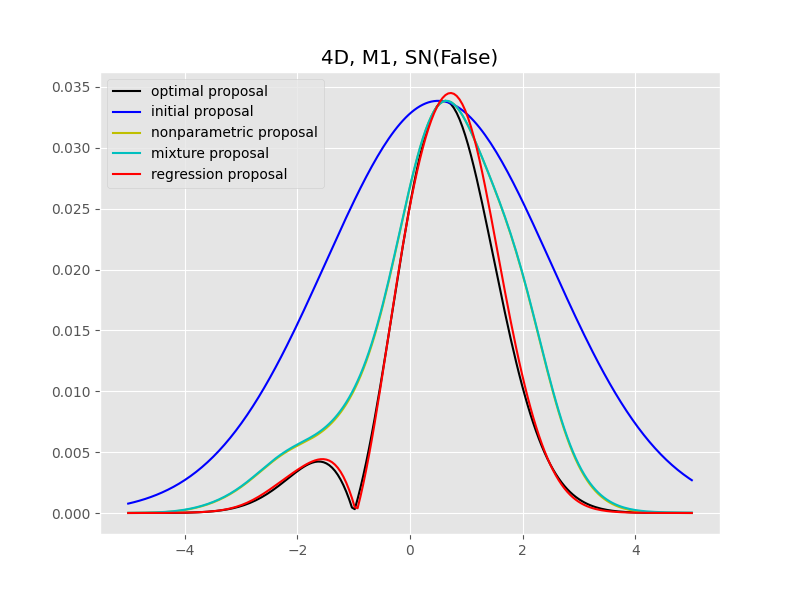 4D, M1, SN(False)
optimal proposal
initial proposal
nonparametric proposal
mixture proposal
regression proposal
0.035
0.030
0.025
0.020
0.015
0.010
0.005
0.000
−4
−2
0
2
4